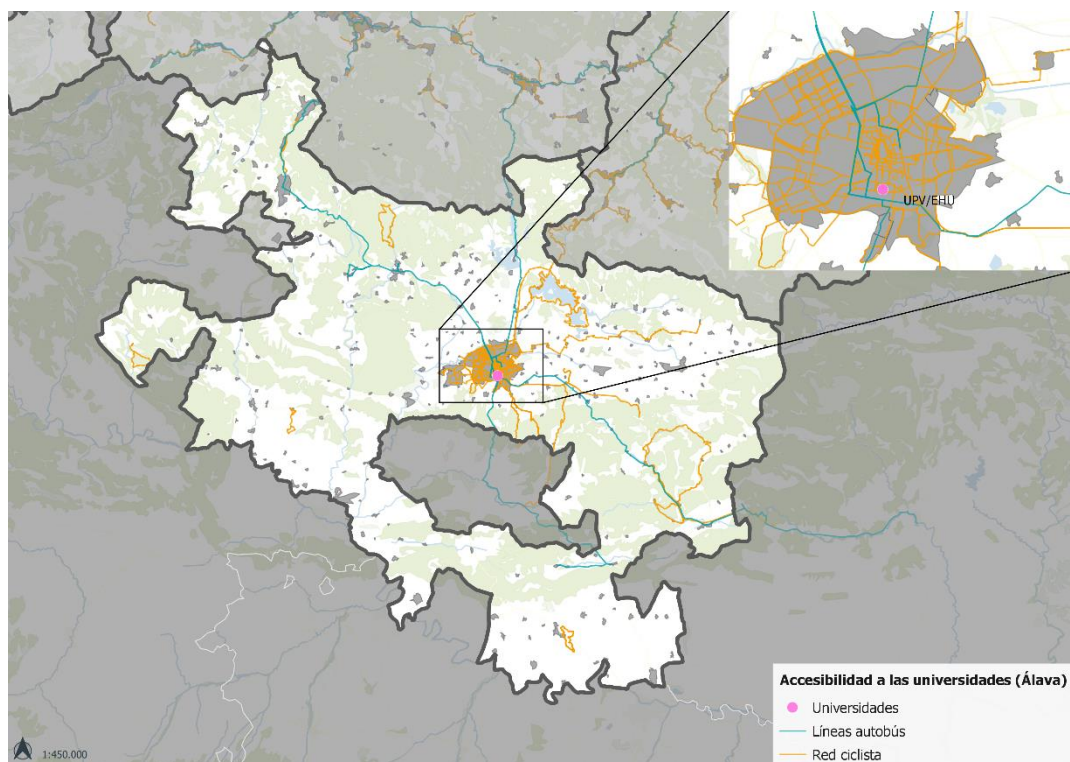 UPV/EHU
Accesibilidad a las universidades (Álava)
Universidades
Líneas autobús
Red ciclista
1:450.000